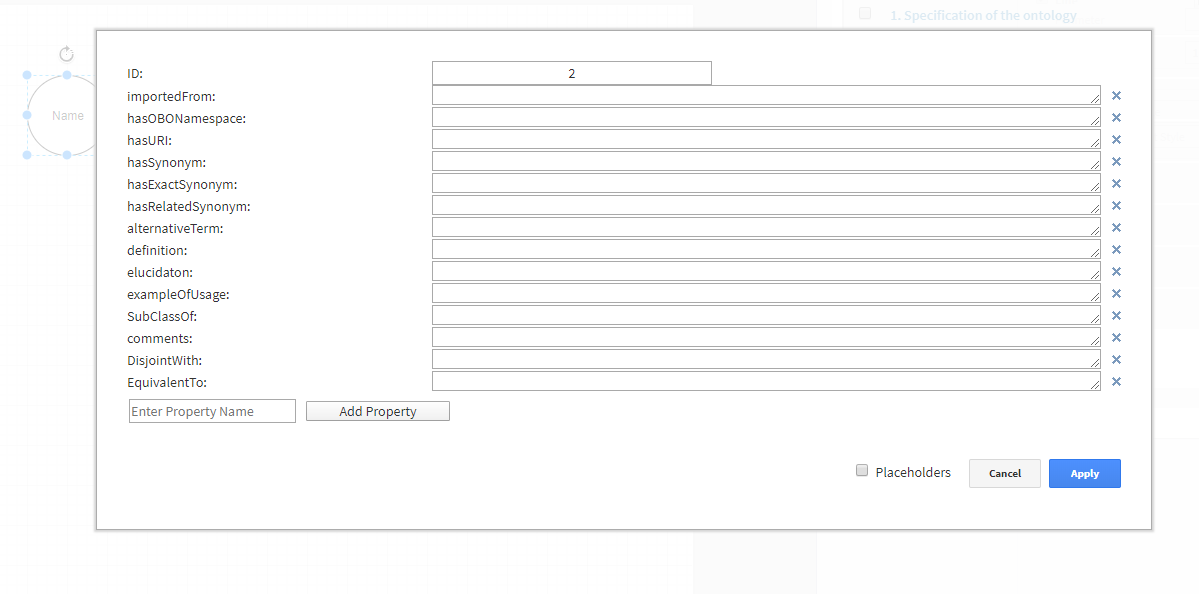 1. Specification of the ontology
Name
ID: 2
importedFrom:
hasOBONamespace:
hasURI:
hasSynonym:
hasExactSynonym:
hasRelatedSynonym:
alternativeTerm:
definition:
elucidaton:
exampleOfUsage:
SubClassOf:
comments:
DisjointWith:
EquivalentTo:
Enter Property Name Add Property
Placeholders Cancel Apply